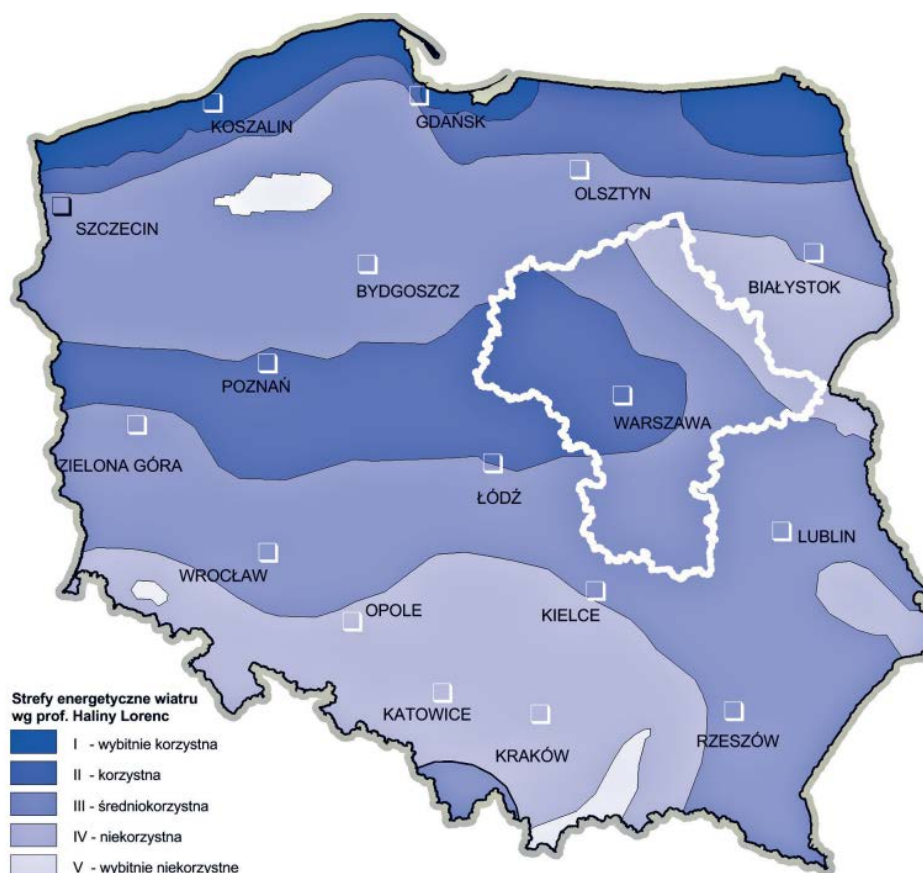 KOSZALIN
GDAŃSK
OLSZTYN
SZCZECIN
BYDGOSZCZ
BIAŁYSTOK
POZNAŃ
WARSZAWA
ZIELONA GÓRA
ŁÓDŹ
LUBLIN
WROCŁAW
OPOLE
KIELCE
KATOWICE
KRAKÓW
RZESZÓW
Strefy energetyczne wiatru
wg prof. Haliny Lorenc
I - wybitnie korzystna
II - korzystna
III - średniokorzystna
IV - niekorzystna
V - wybitnie niekorzystne